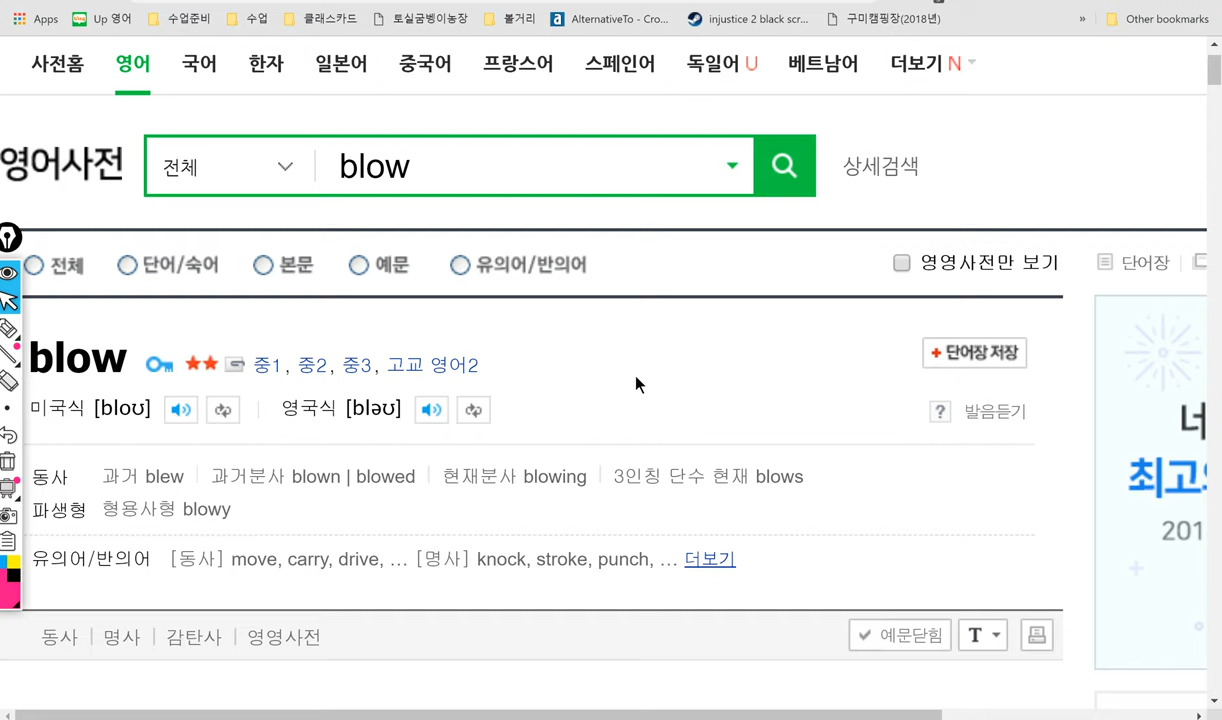 Apps Up 영어 수업준비 수업 클래스카드 토실굼벵이농장 볼거리 AlternativeTo - Cro... injustice 2 black scr... 구미캠핑장(2018년) » Other bookmarks
사전홈 영어 국어 한자 일본어 중국어 프랑스어 스페인어 독일어 U 베트남어 더보기 N
영어사전 전체 blow 상세검색
전체 단어/숙어 본문 예문 유의어/반의어 영영사전만 보기 단어장
blow 중1, 중2, 중3, 고교 영어2 + 단어장 저장
미국식 [bloʊ] 영국식 [bləʊ] ? 발음듣기
너
동사 과거 blew 과거분사 blown | blowed 현재분사 blowing 3인칭 단수 현재 blows
최고
파생형 형용사형 blowy
201
유의어/반의어 [동사] move, carry, drive, … [명사] knock, stroke, punch, … 더보기
동사 명사 감탄사 영영사전 예문닫힘 T